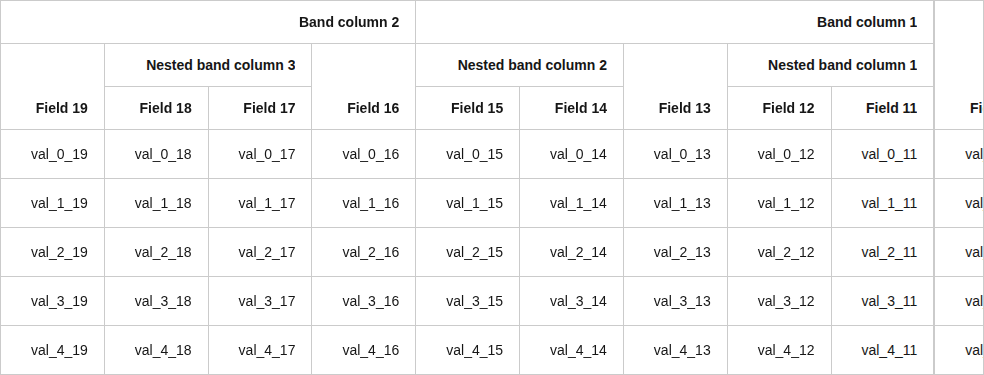 Band column 2 Band column 1
Nested band column 3 Nested band column 2 Nested band column 1
Field 19 Field 18 Field 17 Field 16 Field 15 Field 14 Field 13 Field 12 Field 11
val_0_19 val_0_18 val_0_17 val_0_16 val_0_15 val_0_14 val_0_13 val_0_12 val_0_11
val_1_19 val_1_18 val_1_17 val_1_16 val_1_15 val_1_14 val_1_13 val_1_12 val_1_11
val_2_19 val_2_18 val_2_17 val_2_16 val_2_15 val_2_14 val_2_13 val_2_12 val_2_11
val_3_19 val_3_18 val_3_17 val_3_16 val_3_15 val_3_14 val_3_13 val_3_12 val_3_11
val_4_19 val_4_18 val_4_17 val_4_16 val_4_15 val_4_14 val_4_13 val_4_12 val_4_11